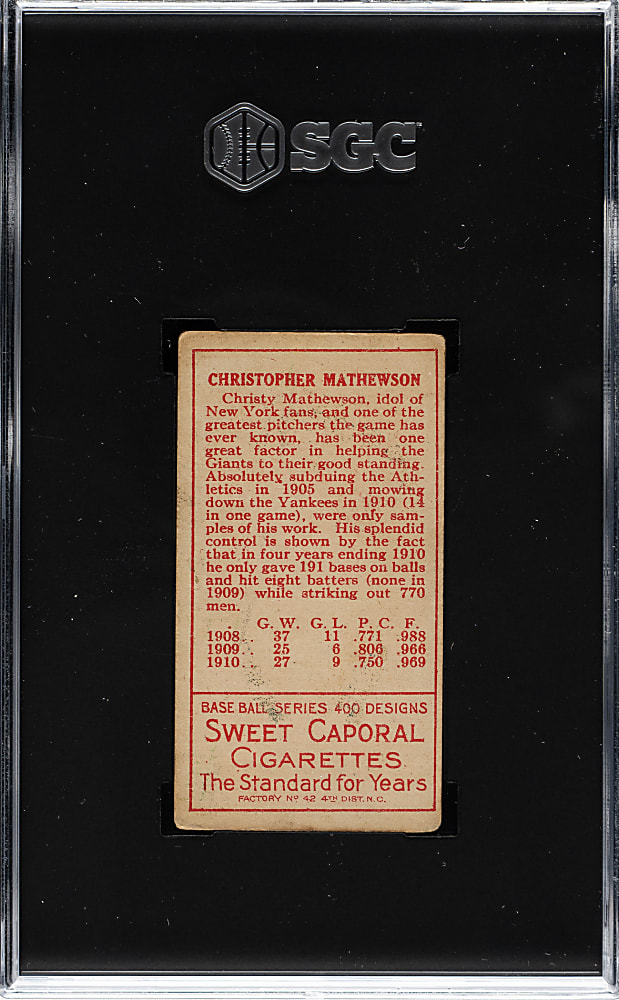 SGC
CHRISTOPHER MATHEWSON
Christy Mathewson, idol of
New York fans, and one of the
greatest pitchers the game has
ever known, has been one
great factor in helping the
Giants to their good standing.
Absolutely subduing the Ath-
letics in 1905 and mowing
down the Yankees in 1910 (14
in one game), were only sam-
ples of his work. His splendid
control is shown by the fact
that in four years ending 1910
he only gave 191 bases on balls
and hit eight batters (none in
1909) while striking out 770
men.
G. W. G. L. P. C. F.
1908.. 37 11 .771 .988
1909.. 25 6 .806 .966
1910.. 27 9 .750 .969
BASE BALL SERIES 400 DESIGNS
SWEET CAPORAL
CIGARETTES
The Standard for Years
FACTORY Nº 42 4TH DIST. N.C.